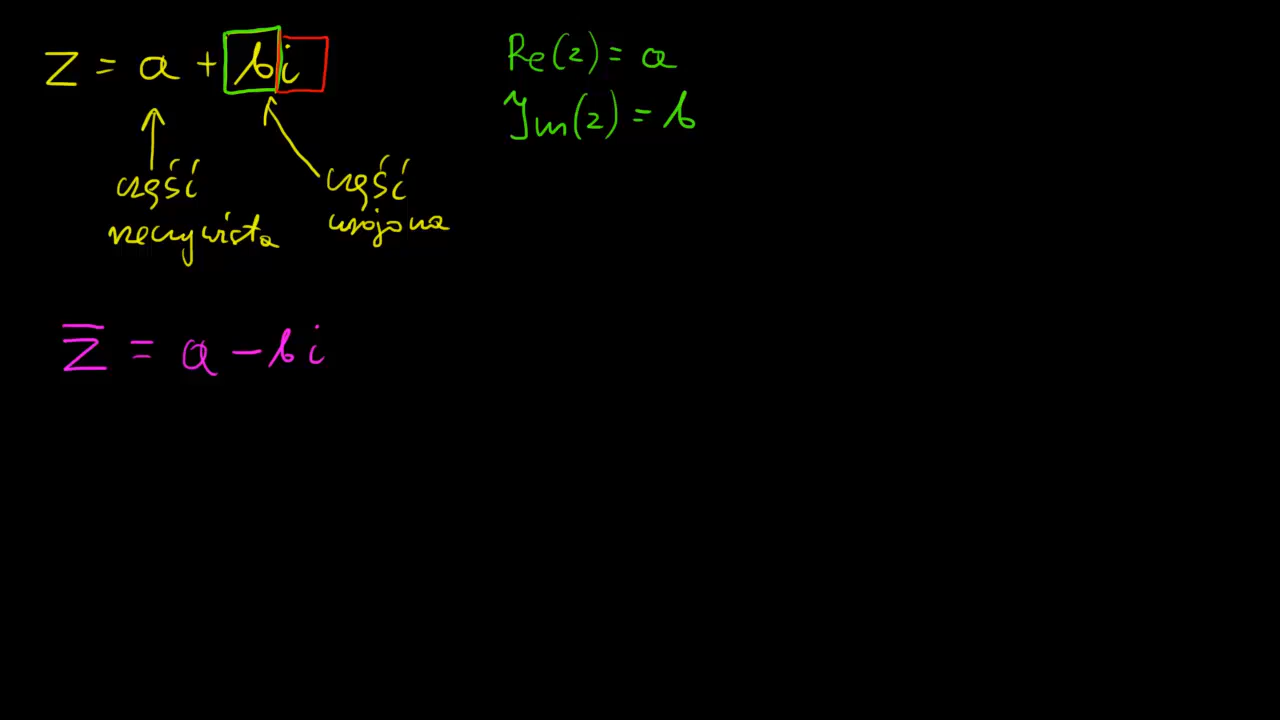 z = a + bi
Re(z) = a
Im(z) = b
część
rzeczywista
część
urojona
z̅ = a - bi